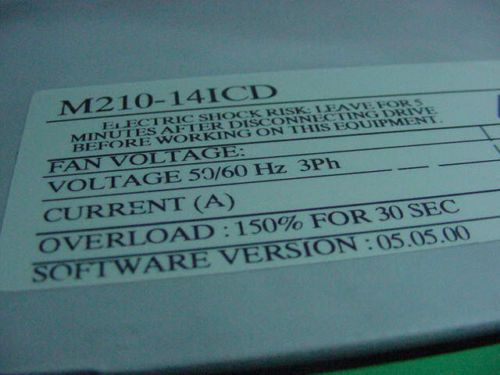 M210-14ICD
ELECTRIC SHOCK RISK: LEAVE FOR 5
MINUTES AFTER DISCONNECTING DRIVE
BEFORE WORKING ON THIS EQUIPMENT.
FAN VOLTAGE:
VOLTAGE 50/60 Hz 3Ph
CURRENT (A)
OVERLOAD : 150% FOR 30 SEC
SOFTWARE VERSION : 05.05.00